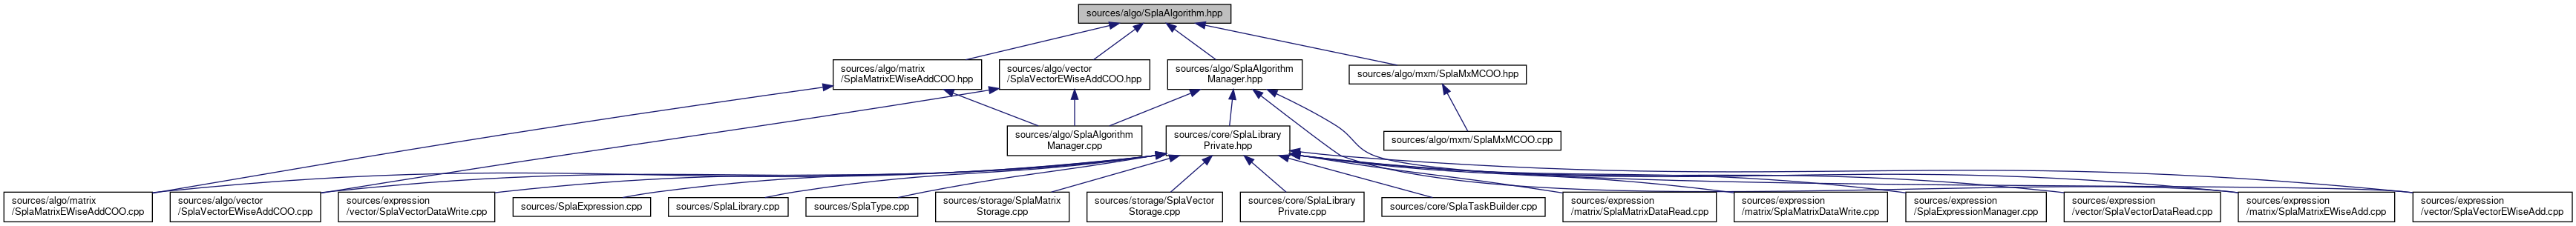 sources/algo/SplaAlgorithm.hpp
sources/algo/matrix
/SplaMatrixEWiseAddCOO.hpp
sources/algo/vector
/SplaVectorEWiseAddCOO.hpp
sources/algo/SplaAlgorithm
Manager.hpp
sources/algo/mxm/SplaMxMCOO.hpp
sources/algo/SplaAlgorithm
Manager.cpp
sources/core/SplaLibrary
Private.hpp
sources/algo/mxm/SplaMxMCOO.cpp
sources/algo/matrix
/SplaMatrixEWiseAddCOO.cpp
sources/algo/vector
/SplaVectorEWiseAddCOO.cpp
sources/expression
/vector/SplaVectorDataWrite.cpp
sources/SplaExpression.cpp
sources/SplaLibrary.cpp
sources/SplaType.cpp
sources/storage/SplaMatrix
Storage.cpp
sources/storage/SplaVector
Storage.cpp
sources/core/SplaLibrary
Private.cpp
sources/core/SplaTaskBuilder.cpp
sources/expression
/matrix/SplaMatrixDataRead.cpp
sources/expression
/matrix/SplaMatrixDataWrite.cpp
sources/expression
/SplaExpressionManager.cpp
sources/expression
/vector/SplaVectorDataRead.cpp
sources/expression
/matrix/SplaMatrixEWiseAdd.cpp
sources/expression
/vector/SplaVectorEWiseAdd.cpp